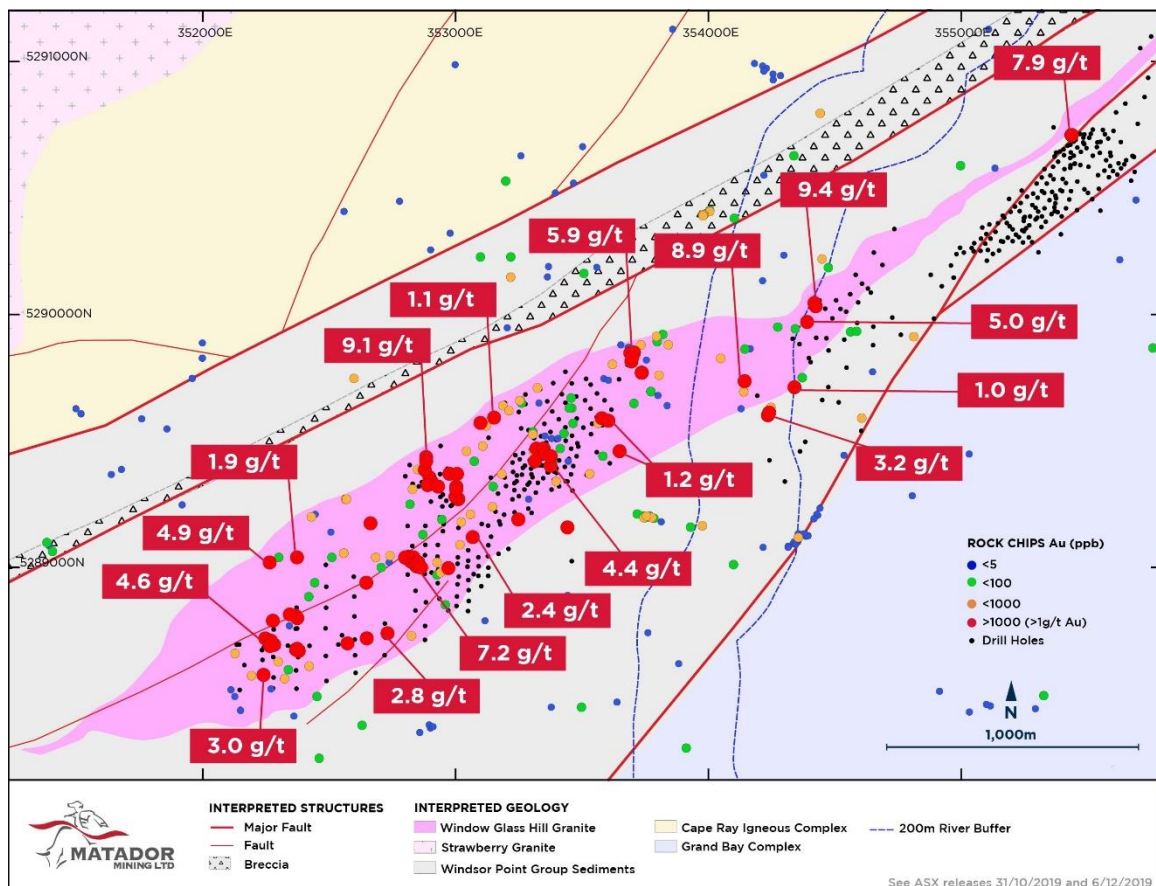 352000E
353000E
354000E
355000E
5291000N
7.9 g/t
9.4 g/t
5.9 g/t
8.9 g/t
1.1 g/t
5290000N
5.0 g/t
9.1 g/t
1.0 g/t
1.9 g/t
3.2 g/t
1.2 g/t
4.9 g/t
5289000N
4.6 g/t
4.4 g/t
2.4 g/t
7.2 g/t
2.8 g/t
3.0 g/t
ROCK CHIPS Au (ppb)
<5
<100
<1000
>1000 (>1g/t Au)
Drill Holes
N
1,000m
MATADOR
MINING LTD
INTERPRETED STRUCTURES
Major Fault
Fault
Breccia
INTERPRETED GEOLOGY
Window Glass Hill Granite
Strawberry Granite
Windsor Point Group Sediments
Cape Ray Igneous Complex
Grand Bay Complex
200m River Buffer
See ASX releases 31/10/2019 and 6/12/2019